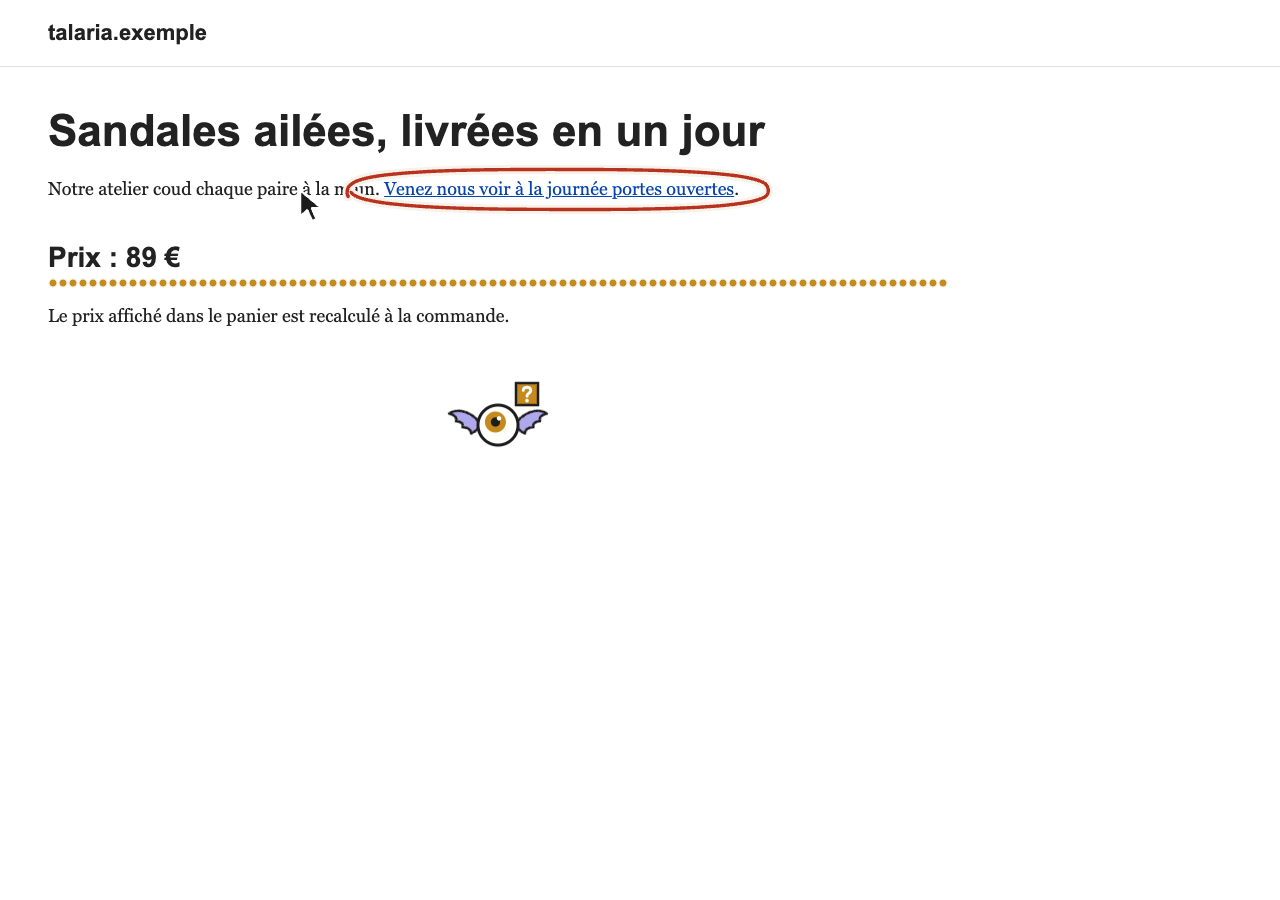 talaria.exemple
Sandales ailées, livrées en un jour
Notre atelier coud chaque paire à la Venez nous voir à la journée portes ouvertes.
Prix : 89 €
Le prix affiché dans le panier est recalculé à la commande.
?